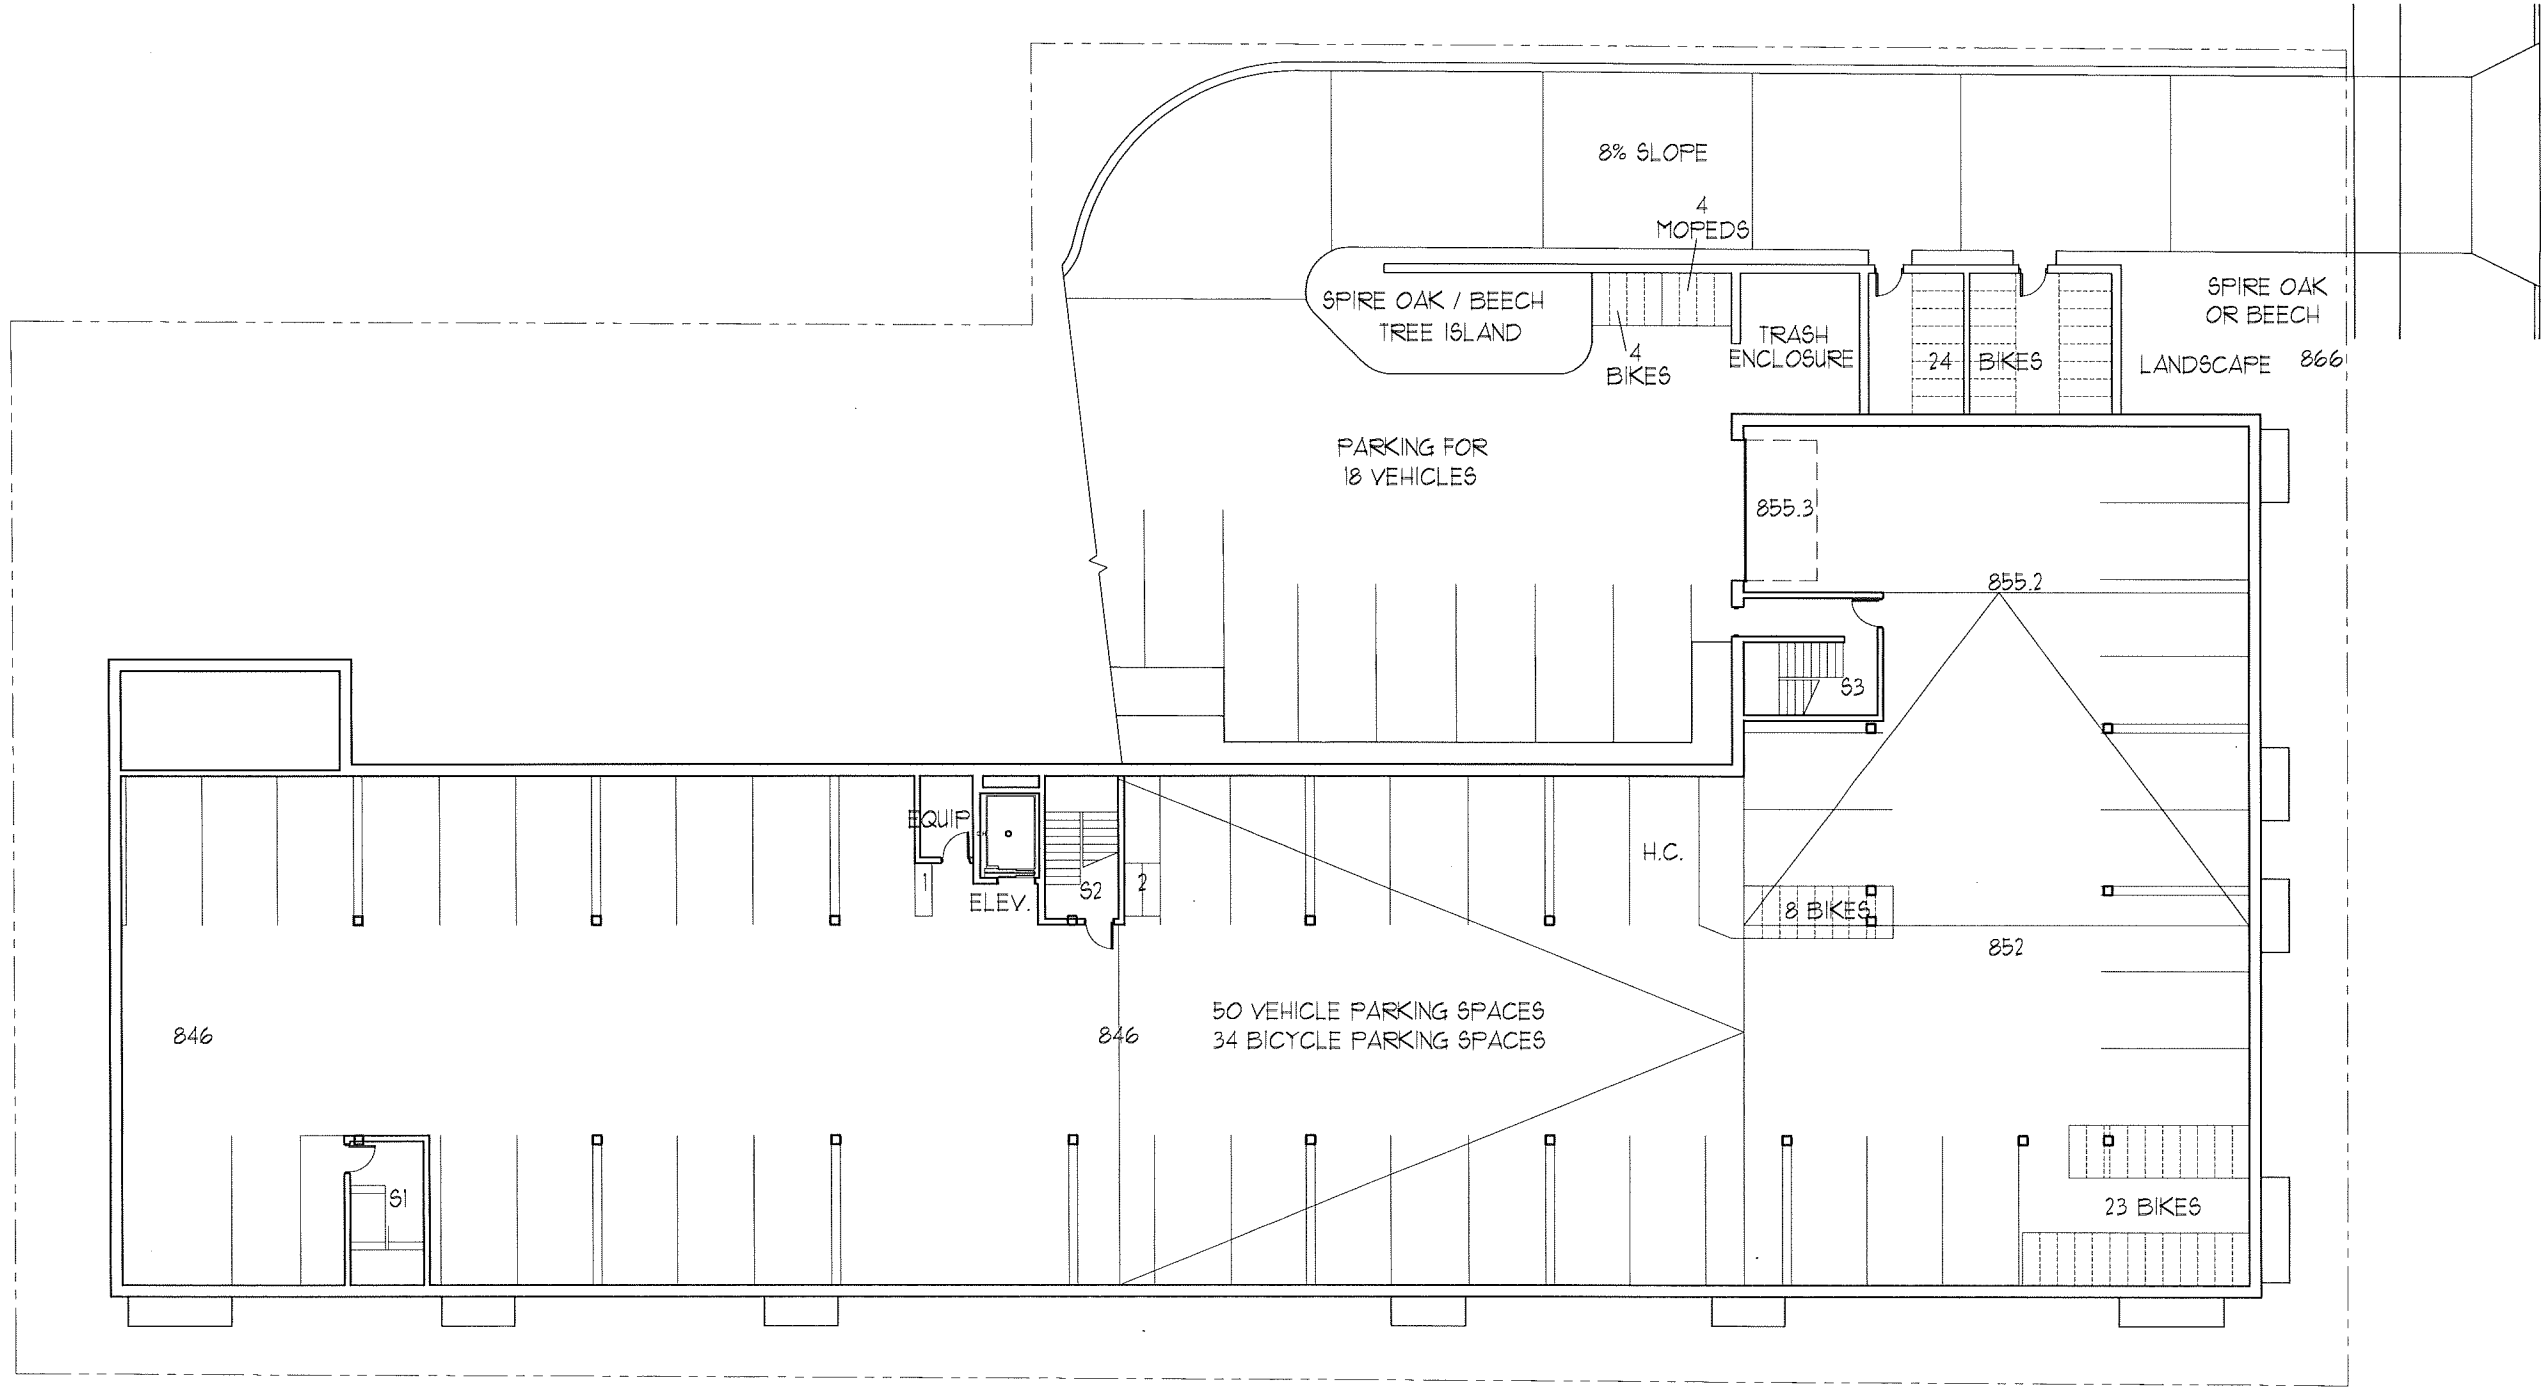 8% SLOPE
4
MOPEDS
SPIRE OAK / BEECH
TREE ISLAND
4
BIKES
TRASH
ENCLOSURE
24 BIKES
SPIRE OAK
OR BEECH
LANDSCAPE 866
PARKING FOR
18 VEHICLES
855.3
855.2
S3
EQUIP
1
ELEV.
S2
2
H.C.
8 BIKES
852
846
846
50 VEHICLE PARKING SPACES
34 BICYCLE PARKING SPACES
S1
23 BIKES